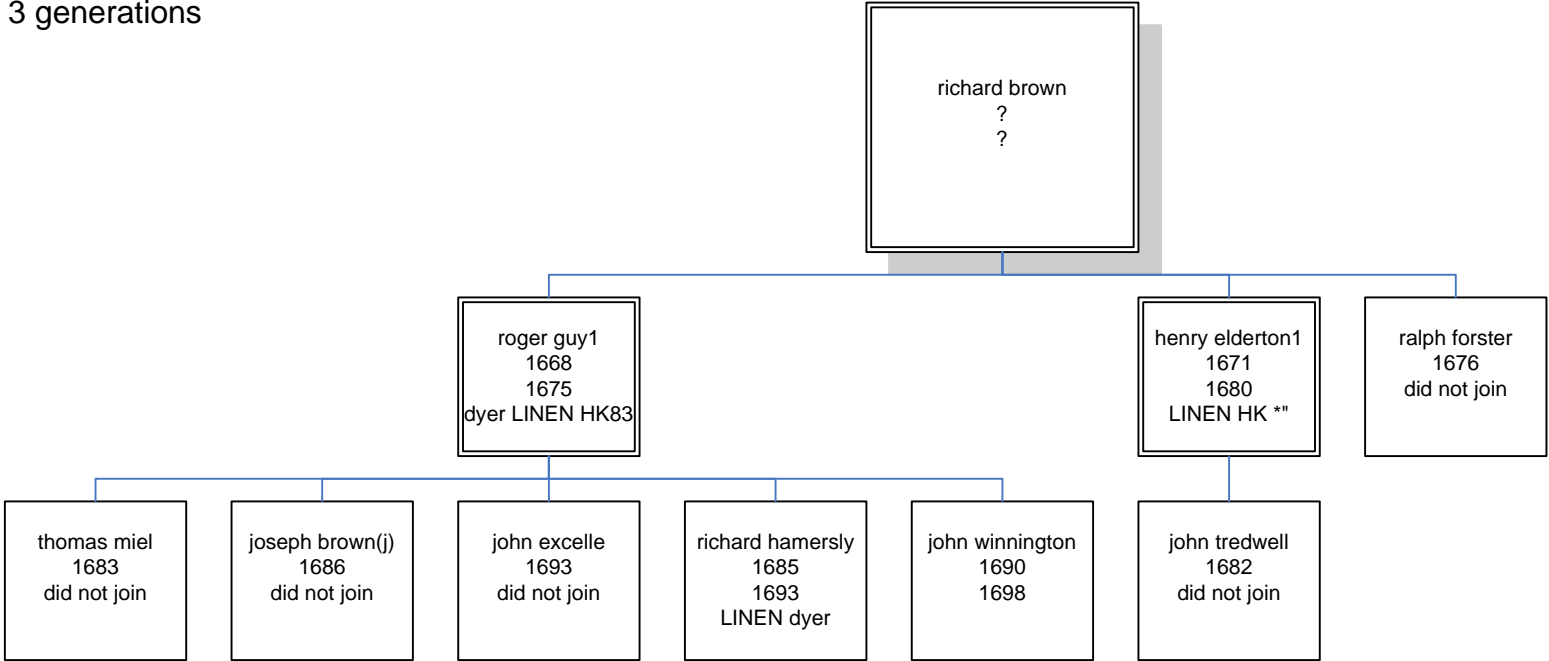 3 generations
richard brown
?
?
roger guy1
1668
1675
dyer LINEN HK83
henry elderton1
1671
1680
LINEN HK *"
ralph forster
1676
did not join
thomas miel
1683
did not join
joseph brown(j)
1686
did not join
john excelle
1693
did not join
richard hamersly
1685
1693
LINEN dyer
john winnington
1690
1698
john tredwell
1682
did not join